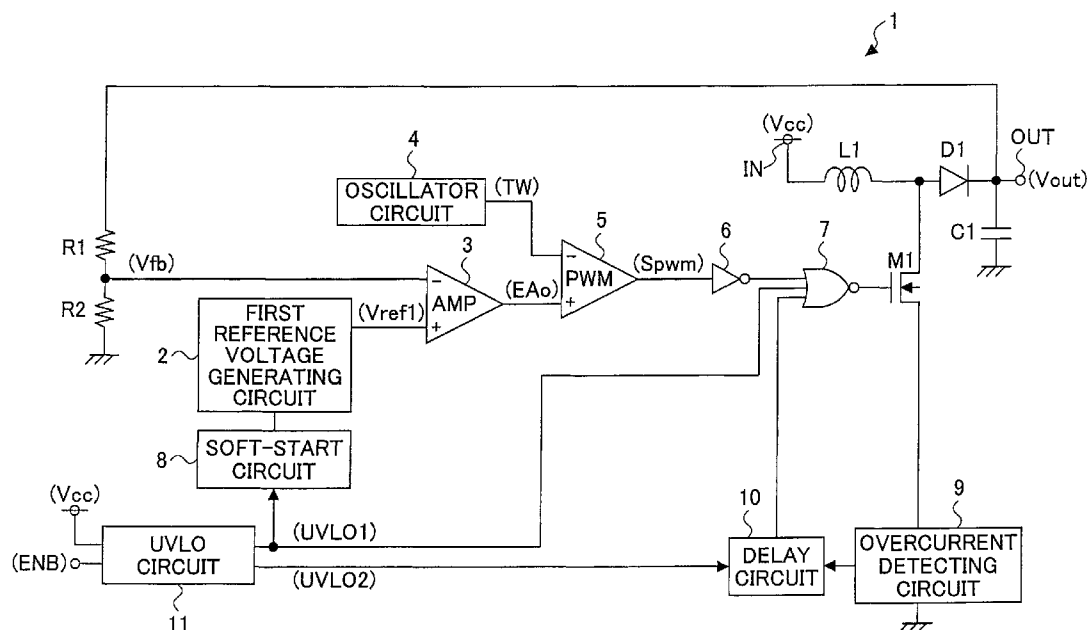 1
(Vcc)
IN
L1
D1
OUT
(Vout)
C1
4
OSCILLATOR
CIRCUIT
(TW)
R1
(Vfb)
R2
3
AMP
(EAo)
5
PWM
(Spwm)
6
7
M1
2
FIRST
REFERENCE
VOLTAGE
GENERATING
CIRCUIT
(Vref1)
8
SOFT-START
CIRCUIT
(Vcc)
(ENB)
UVLO
CIRCUIT
11
(UVLO1)
(UVLO2)
10
DELAY
CIRCUIT
9
OVERCURRENT
DETECTING
CIRCUIT
-
+
-
+